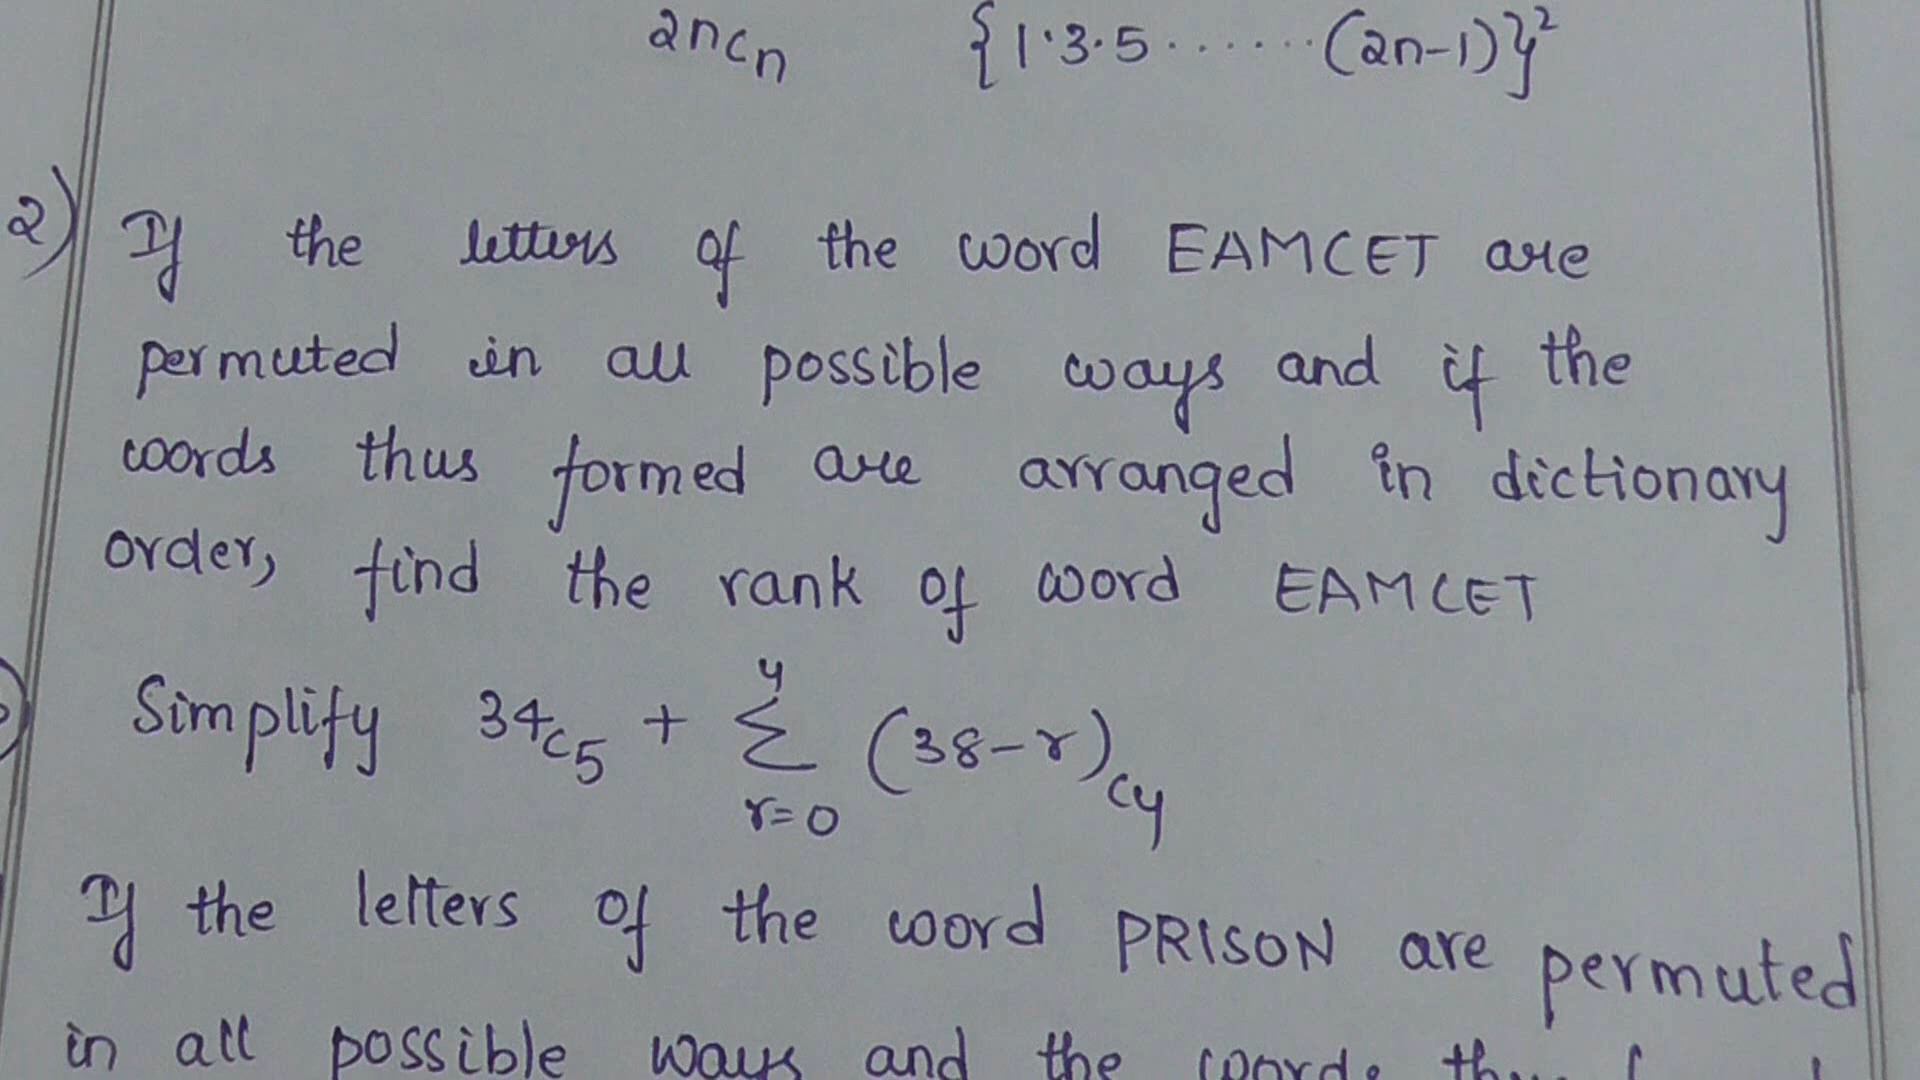 2nCn {1·3·5·······(2n-1)}²
2) If the letters of the word EAMCET are
permuted in all possible ways and if the
words thus formed are arranged in dictionary
order, find the rank of word EAMCET
Simplify 34C5 + 4Σr=0 (38-r)C4
If the letters of the word PRISON are permuted
in all possible ways and the words